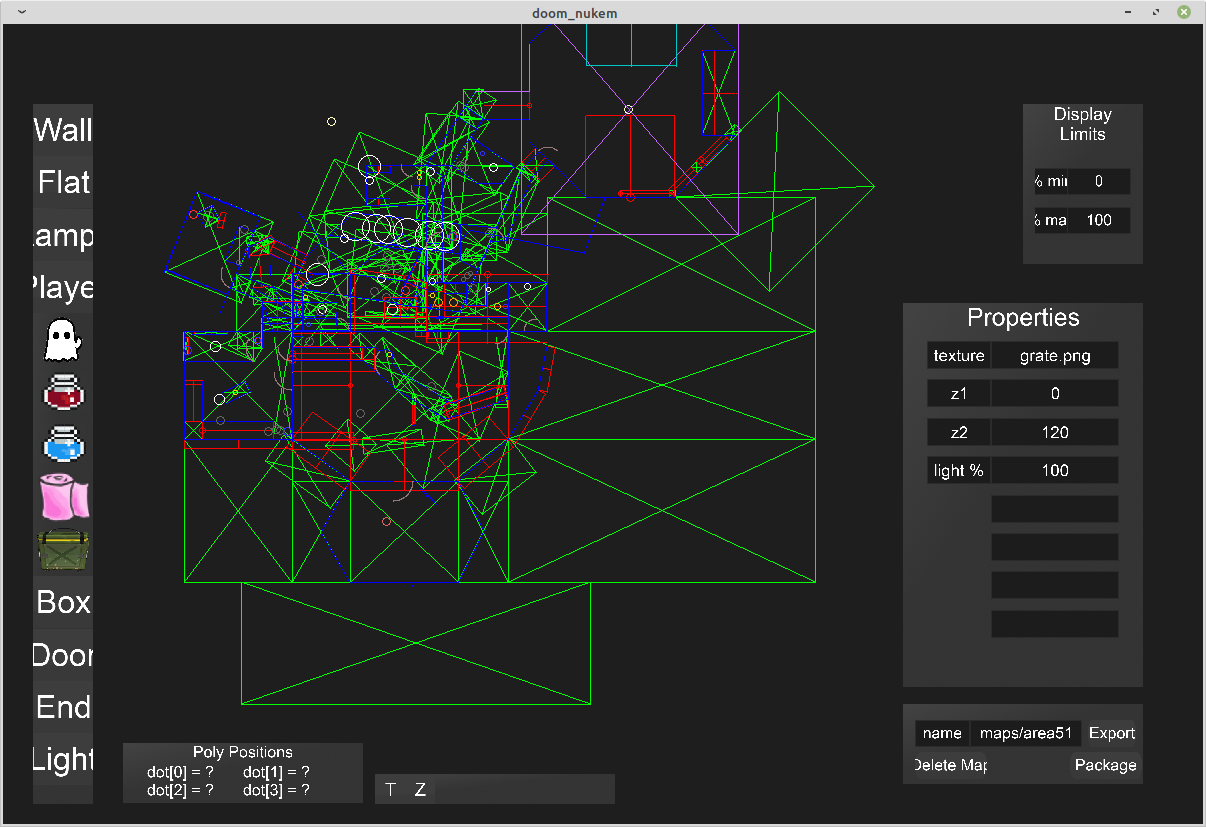 doom_nukem
Wall
Flat
Lamp
Playe
Box
Door
End
Light
Display
Limits
% min 0
% ma 100
Properties
texture grate.png
z1 0
z2 120
light % 100
name maps/area51 Export
Delete Map Package
Poly Positions
dot[0] = ? dot[1] = ?
dot[2] = ? dot[3] = ?
T Z